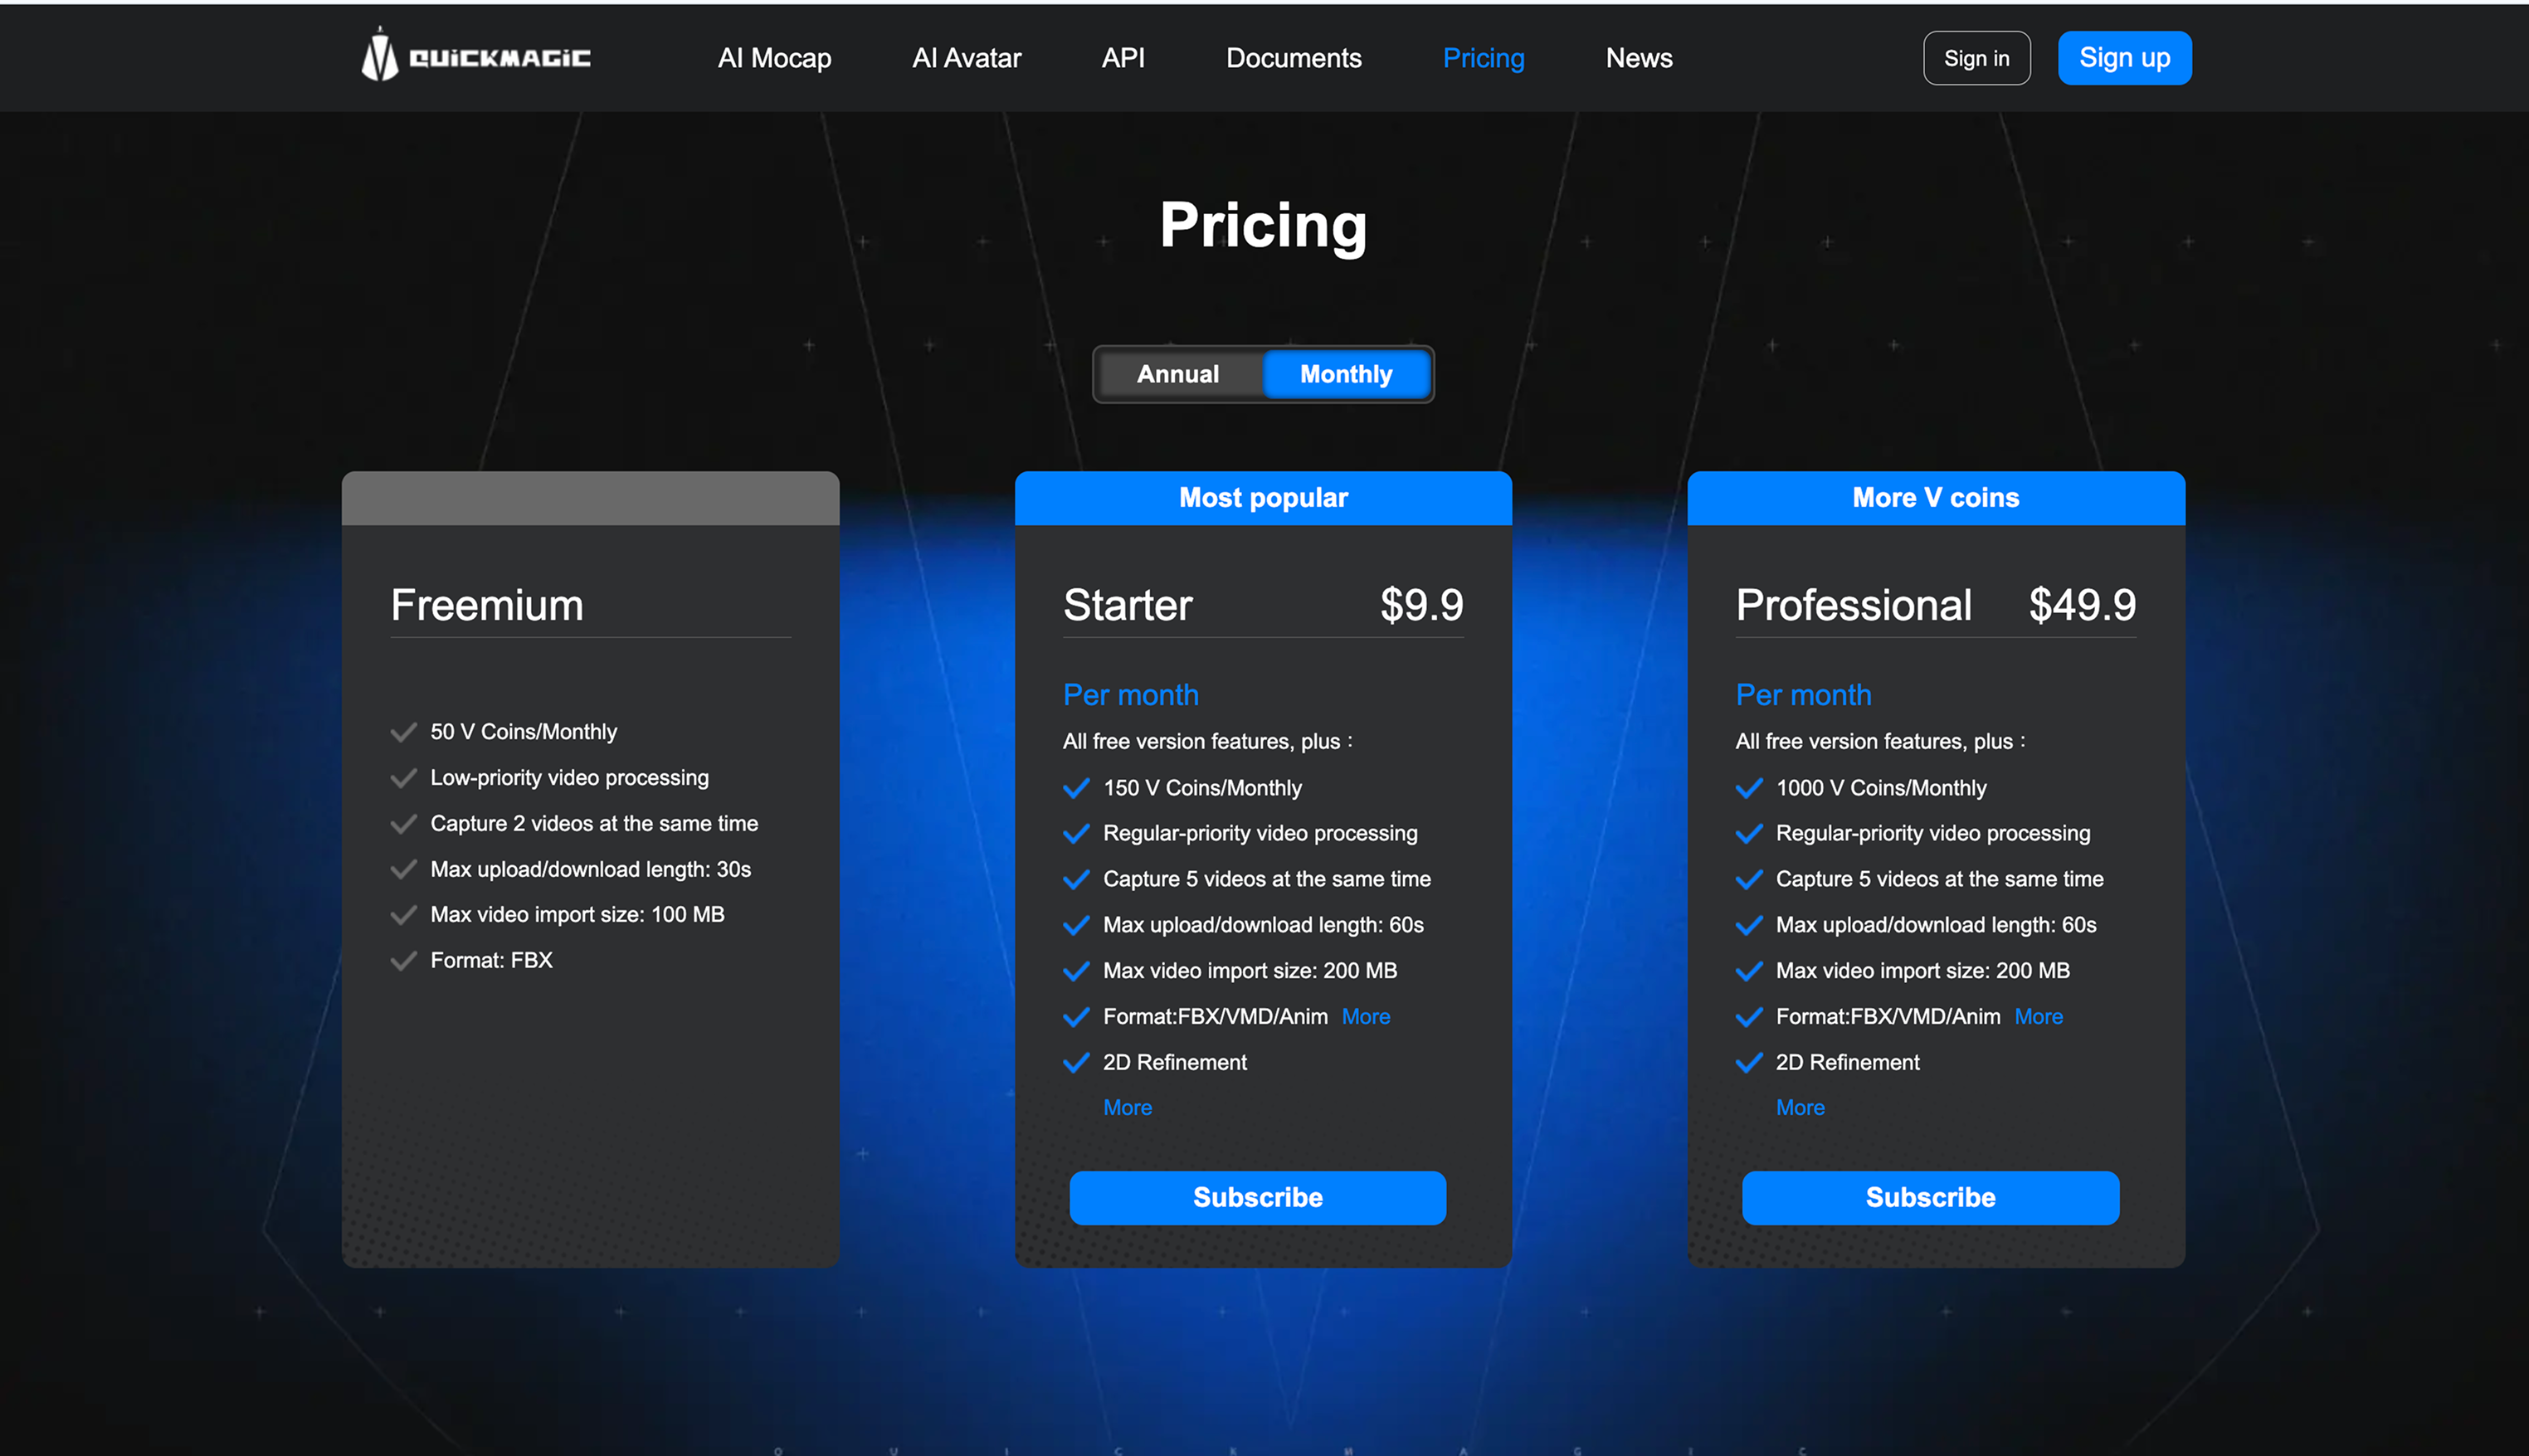 QUiCKMAGiC
AI Mocap
AI Avatar
API
Documents
Pricing
News
Sign in
Sign up
Pricing
Annual
Monthly
Freemium
50 V Coins/Monthly
Low-priority video processing
Capture 2 videos at the same time
Max upload/download length: 30s
Max video import size: 100 MB
Format: FBX
Most popular
Starter $9.9
Per month
All free version features, plus：
150 V Coins/Monthly
Regular-priority video processing
Capture 5 videos at the same time
Max upload/download length: 60s
Max video import size: 200 MB
Format:FBX/VMD/Anim More
2D Refinement
More
Subscribe
More V coins
Professional $49.9
Per month
All free version features, plus：
1000 V Coins/Monthly
Regular-priority video processing
Capture 5 videos at the same time
Max upload/download length: 60s
Max video import size: 200 MB
Format:FBX/VMD/Anim More
2D Refinement
More
Subscribe